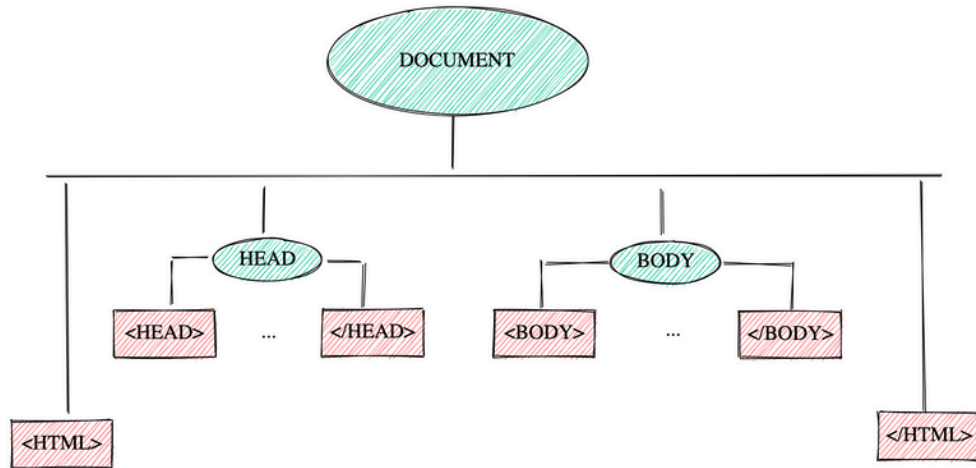 DOCUMENT
HEAD
BODY
<HEAD>
...
</HEAD>
<BODY>
...
</BODY>
<HTML>
</HTML>